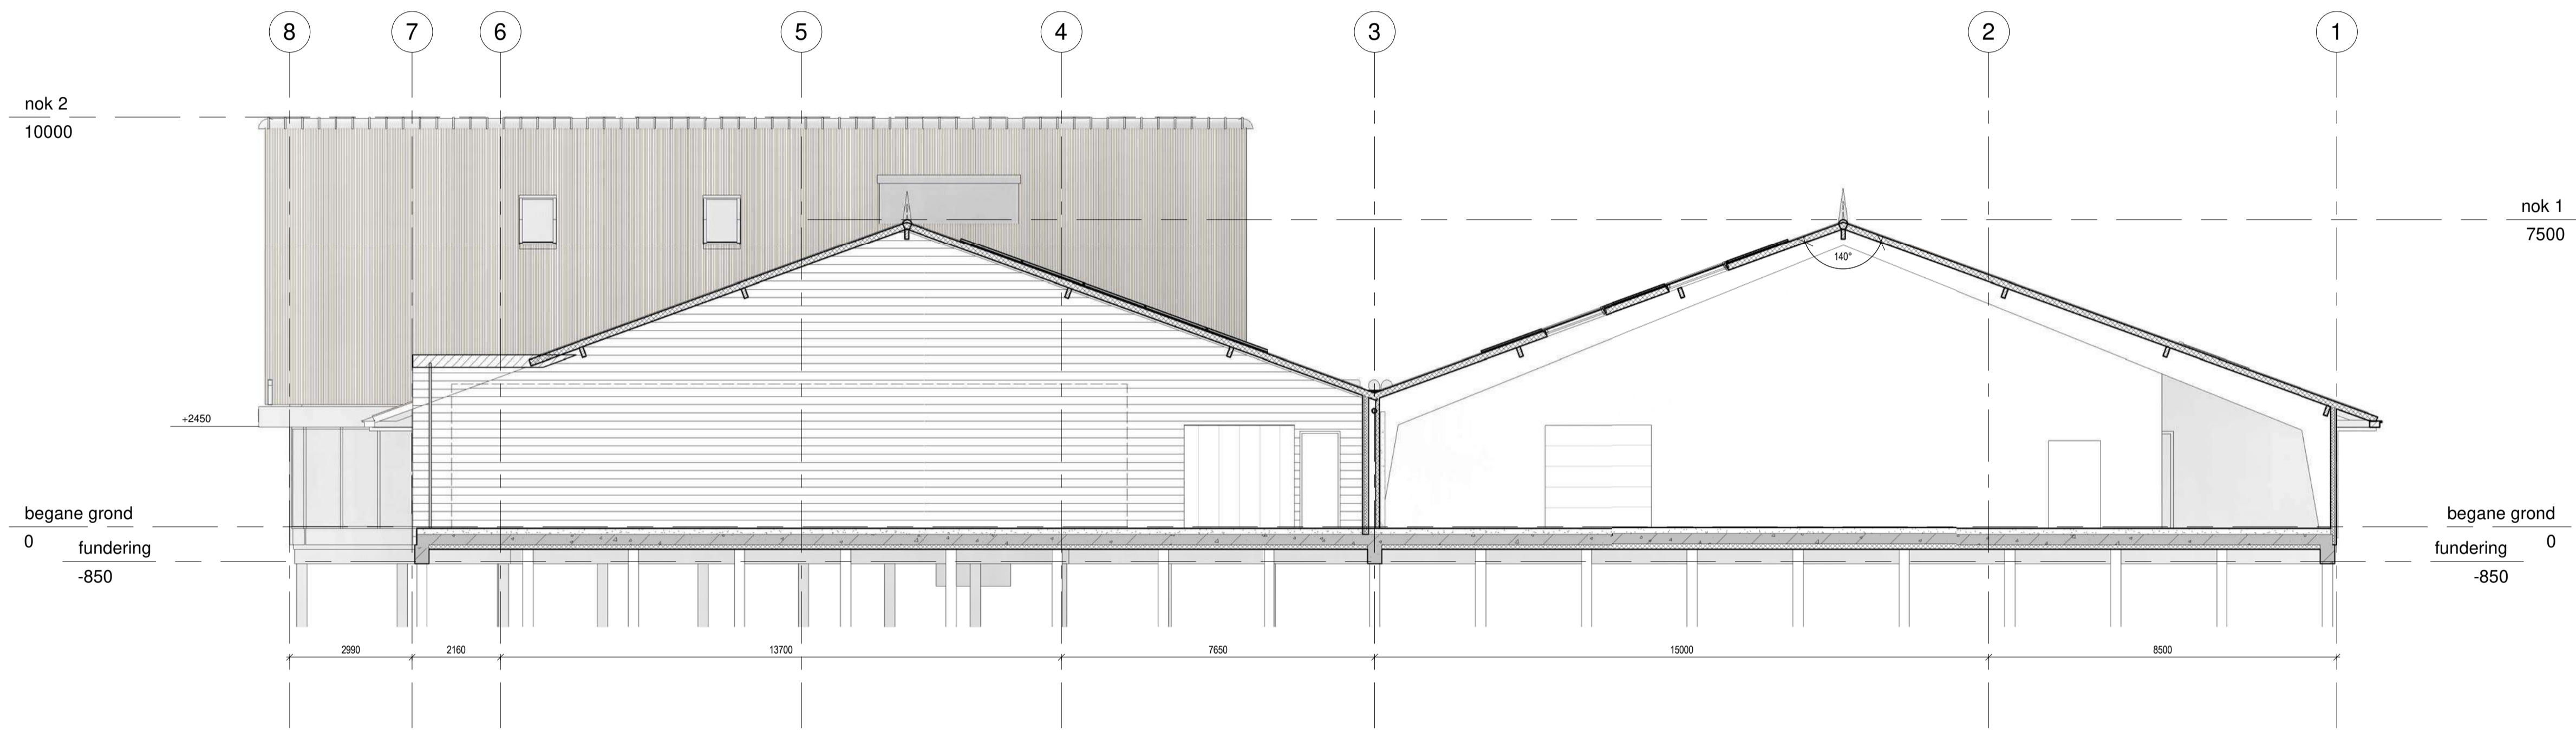 8 7 6 5 4 3 2 1
nok 2
10000
nok 1
7500
140°
+2450
begane grond
0
fundering
-850
begane grond
0
fundering
-850
2990 2160 13700 7650 15000 8500